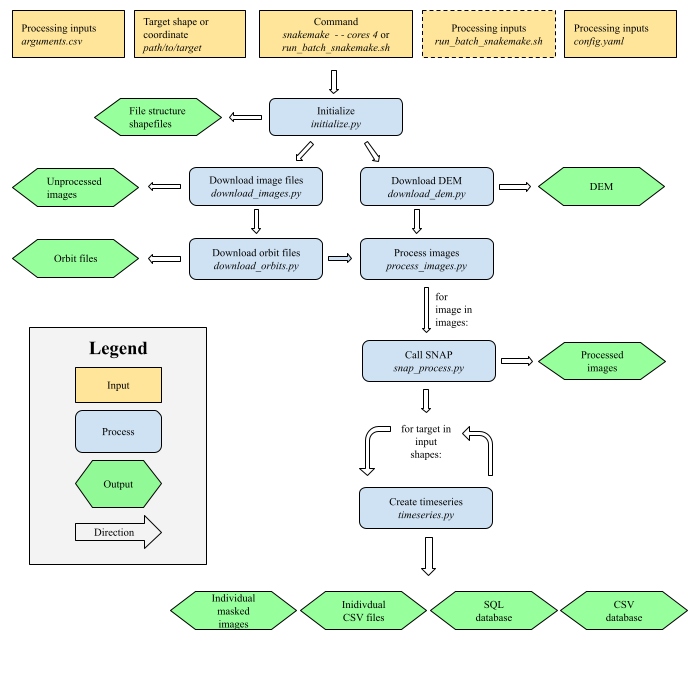 Processing inputs
arguments.csv
Target shape or
coordinate
path/to/target
Command
snakemake - - cores 4 or
run_batch_snakemake.sh
Processing inputs
run_batch_snakemake.sh
Processing inputs
config.yaml
File structure
shapefiles
Initialize
initialize.py
Unprocessed
images
Download image files
download_images.py
Download DEM
download_dem.py
DEM
Orbit files
Download orbit files
download_orbits.py
Process images
process_images.py
for
image in
images:
Call SNAP
snap_process.py
Processed
images
for target in
input
shapes:
Create timeseries
timeseries.py
Legend
Input
Process
Output
Direction
Individual
masked
images
Inidivdual
CSV files
SQL
database
CSV
database